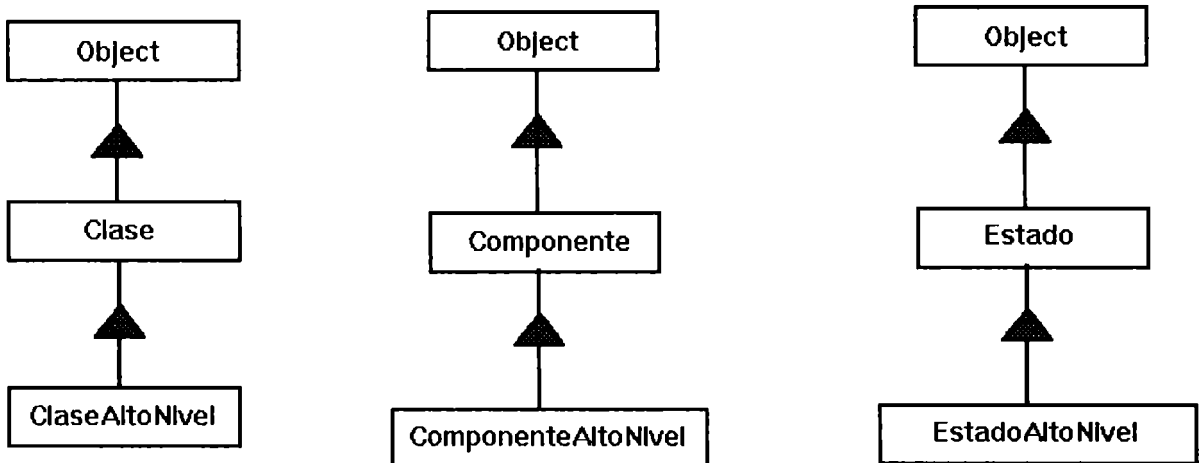 Object
Object
Object
Clase
Componente
Estado
ClaseAltoNivel
ComponenteAltoNivel
EstadoAltoNivel